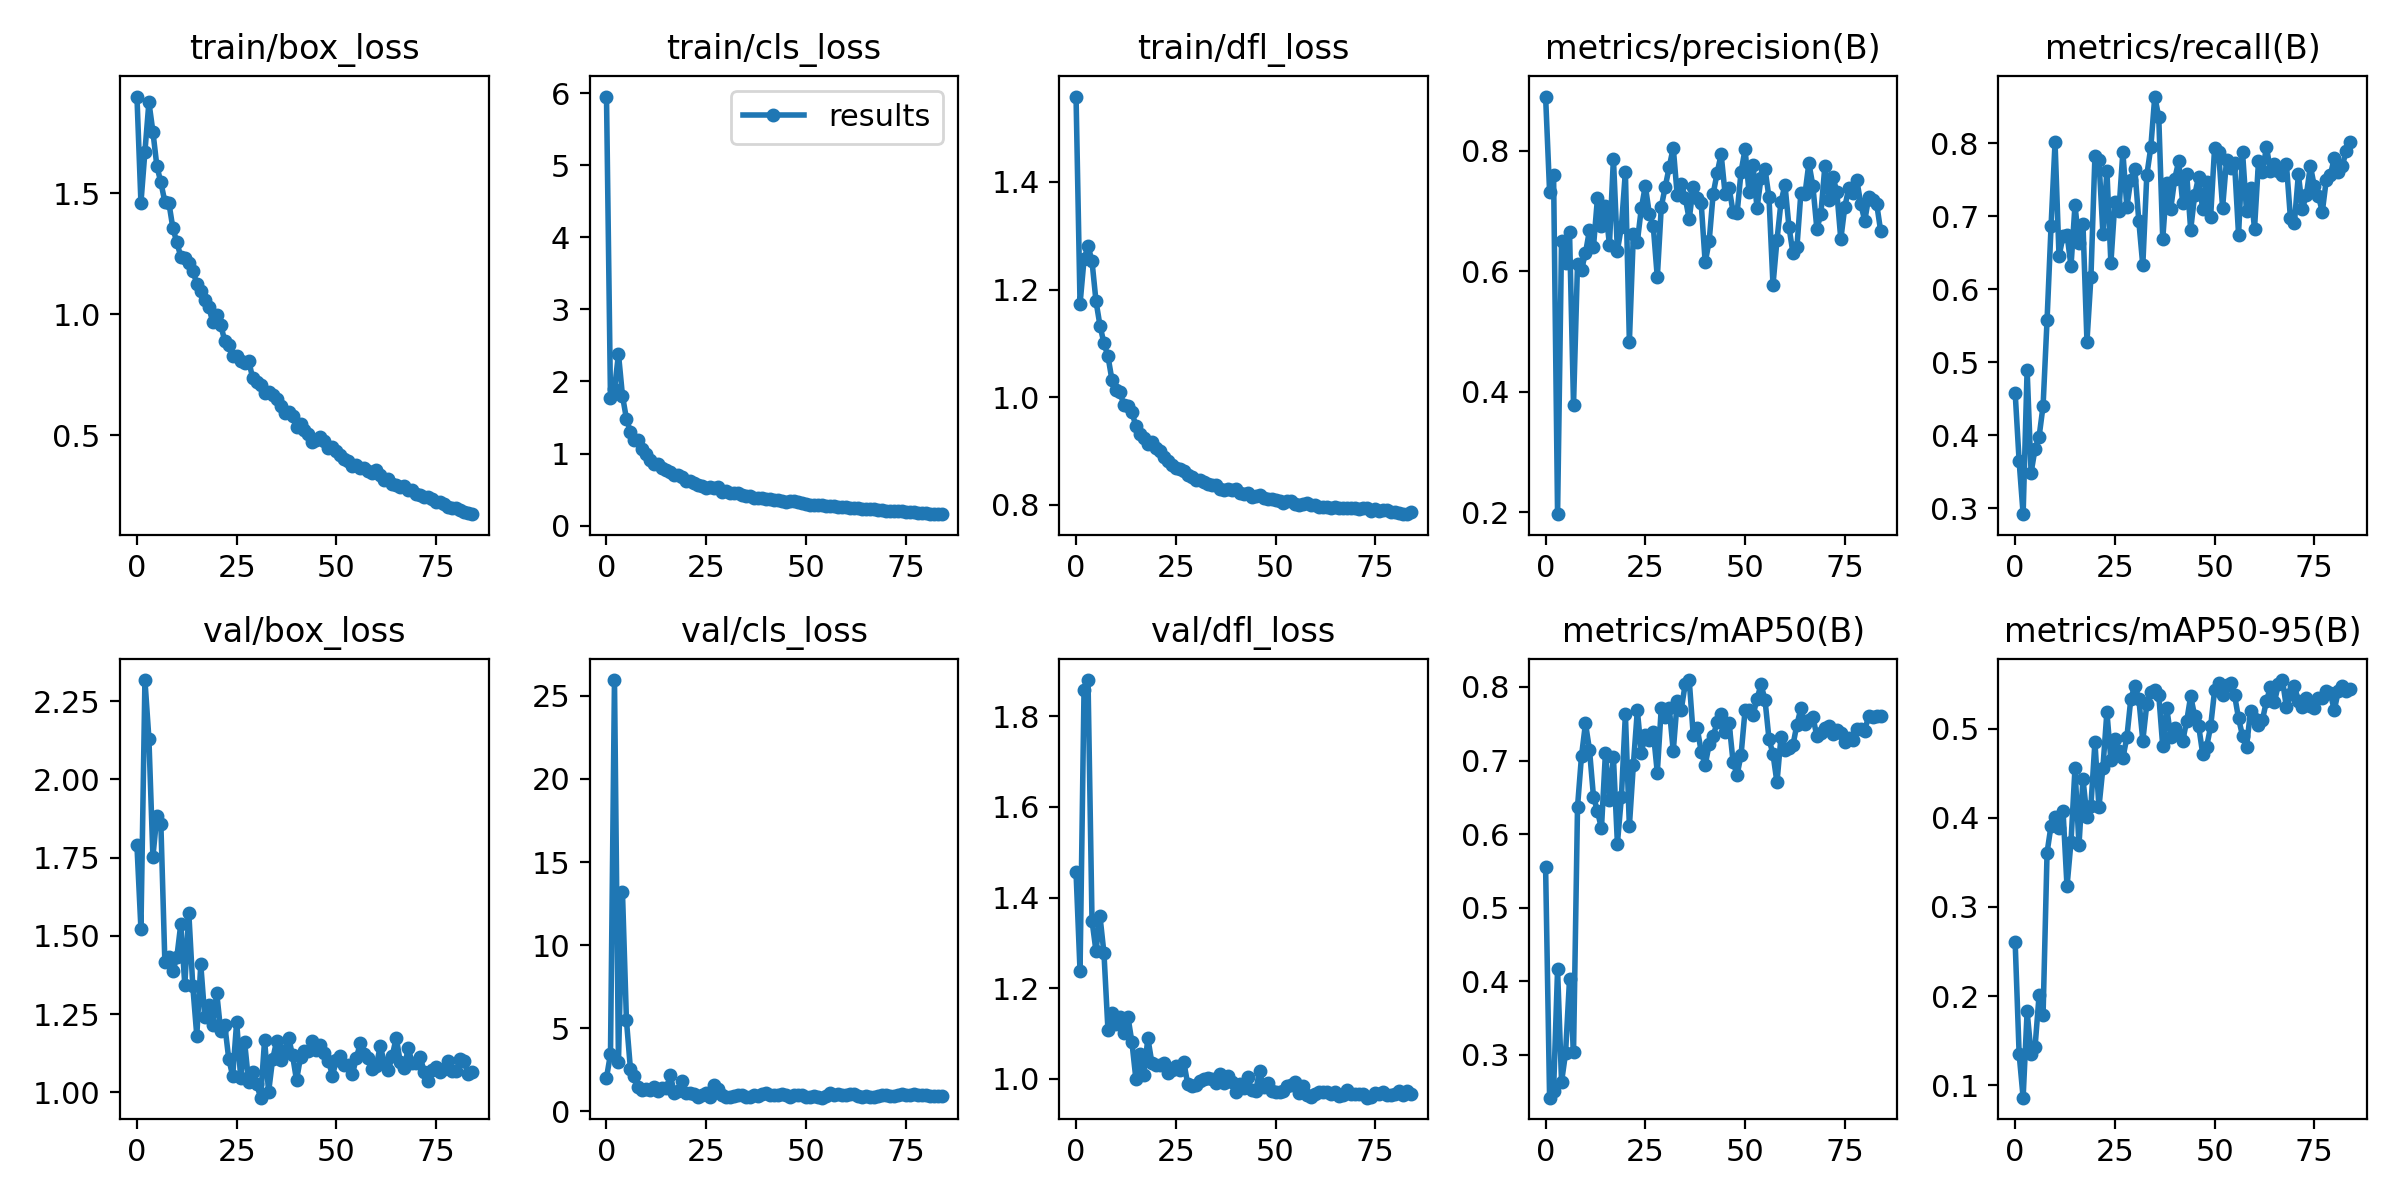 train/box_loss
1.5
1.0
0.5
0 25 50 75
train/cls_loss
results
6
5
4
3
2
1
0
0 25 50 75
train/dfl_loss
1.4
1.2
1.0
0.8
0 25 50 75
metrics/precision(B)
0.8
0.6
0.4
0.2
0 25 50 75
metrics/recall(B)
0.8
0.7
0.6
0.5
0.4
0.3
0 25 50 75
val/box_loss
2.25
2.00
1.75
1.50
1.25
1.00
0 25 50 75
val/cls_loss
25
20
15
10
5
0
0 25 50 75
val/dfl_loss
1.8
1.6
1.4
1.2
1.0
0 25 50 75
metrics/mAP50(B)
0.8
0.7
0.6
0.5
0.4
0.3
0 25 50 75
metrics/mAP50-95(B)
0.5
0.4
0.3
0.2
0.1
0 25 50 75